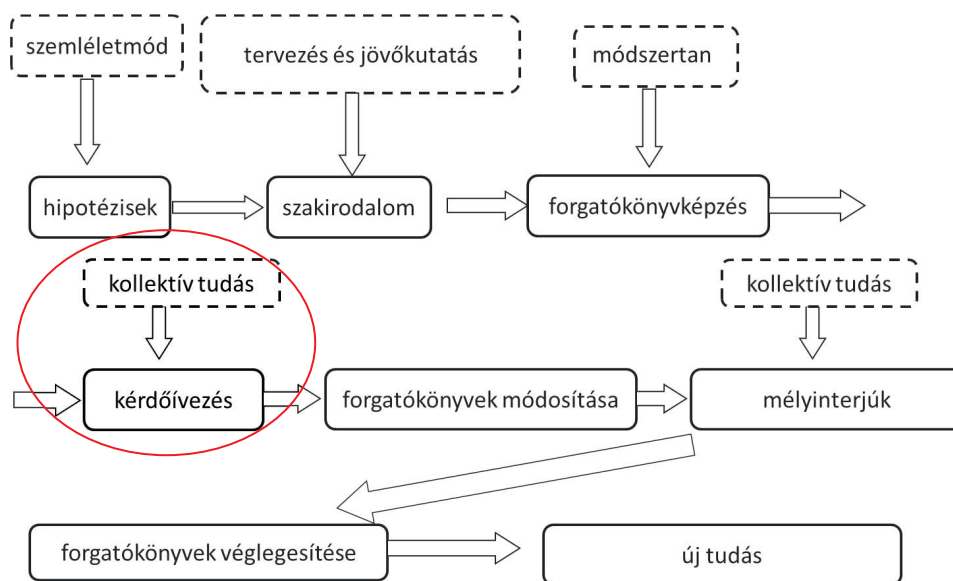 szemléletmód
tervezés és jövőkutatás
módszertan
hipotézisek
szakirodalom
forgatókönyvképzés
kollektív tudás
kollektív tudás
kérdőívezés
forgatókönyvek módosítása
mélyinterjúk
forgatókönyvek véglegesítése
új tudás